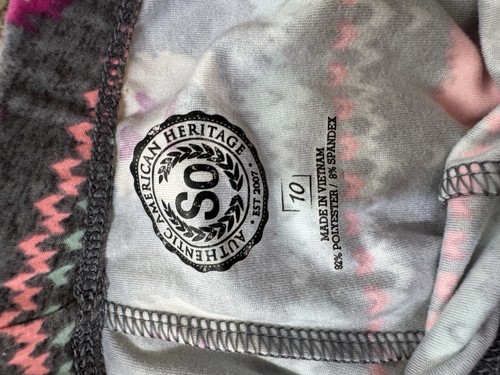 AUTHENTIC AMERICAN HERITAGE
SO
EST 2007
10
MADE IN VIETNAM
92% POLYESTER / 8% SPANDEX